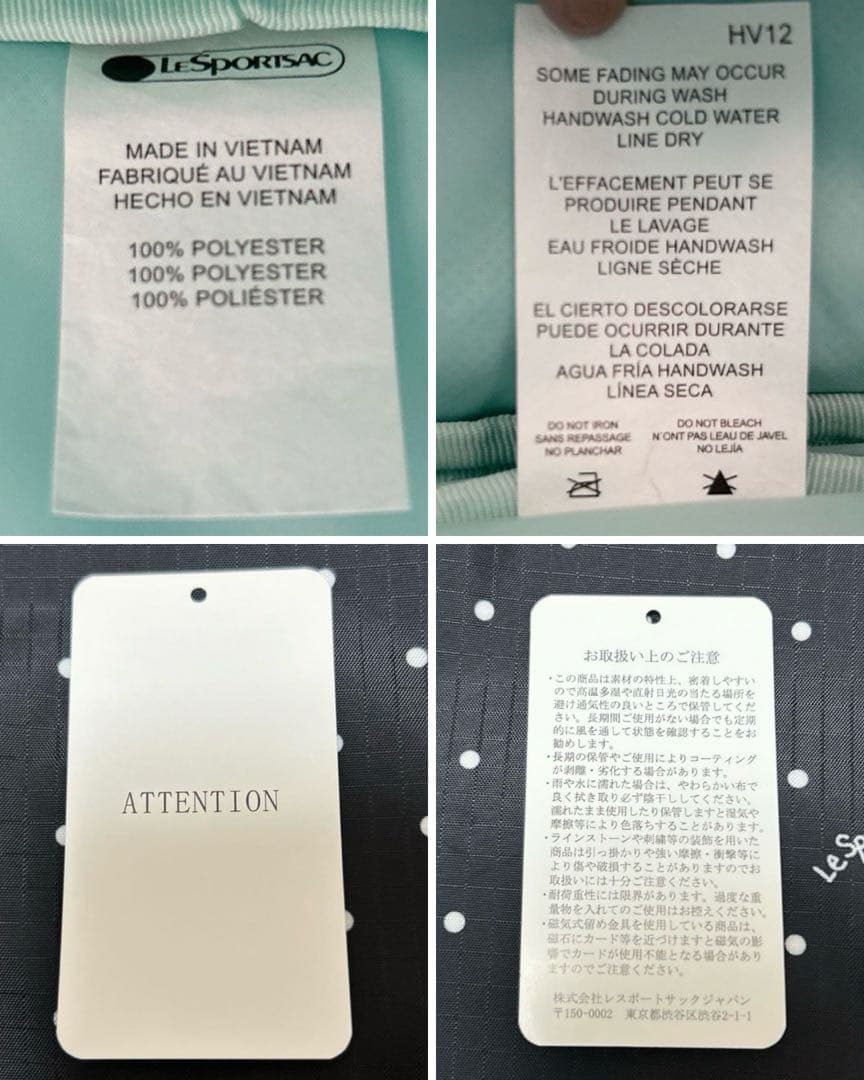 LeSportsac
MADE IN VIETNAM
FABRIQUÉ AU VIETNAM
HECHO EN VIETNAM
100% POLYESTER
100% POLYESTER
100% POLIÉSTER
HV12
SOME FADING MAY OCCUR
DURING WASH
HANDWASH COLD WATER
LINE DRY
L'EFFACEMENT PEUT SE
PRODUIRE PENDANT
LE LAVAGE
EAU FROIDE HANDWASH
LIGNE SÈCHE
EL CIERTO DESCOLORARSE
PUEDE OCURRIR DURANTE
LA COLADA
AGUA FRÍA HANDWASH
LÍNEA SECA
DO NOT IRON
SANS REPASSAGE
NO PLANCHAR
DO NOT BLEACH
N'ONT PAS LEAU DE JAVEL
NO LEJÍA
ATTENTION
お取扱い上のご注意
・この商品は素材の特性上、密着しやすい
ので高温多湿や直射日光の当たる場所を
避け通気性の良いところで保管してくだ
さい。長期間ご使用がない場合でも定期
的に風を通して状態を確認することをお
勧めします。
・長期の保管やご使用によりコーティング
が剥離・劣化する場合があります。
・雨や水に濡れた場合は、やわらかい布で
良く拭き取り必ず陰干ししてください。
濡れたまま使用したり保管しますと湿気や
摩擦等により色落ちすることがあります。
・ラインストーンや刺繍等の装飾を用いた
商品は引っ掛かりや強い摩擦・衝撃等に
より傷や破損することがありますのでお
取扱いには十分ご注意ください。
・耐荷重性には限界があります。過度な重
量物を入れてのご使用はお控えください。
・磁気式留め金具を使用している商品は、
磁石にカード等を近づけますと磁気の影
響でカードが使用不能となる場合があり
ますのでご注意ください。
株式会社レスポートサックジャパン
〒150-0002 東京都渋谷区渋谷2-1-1
LeSp